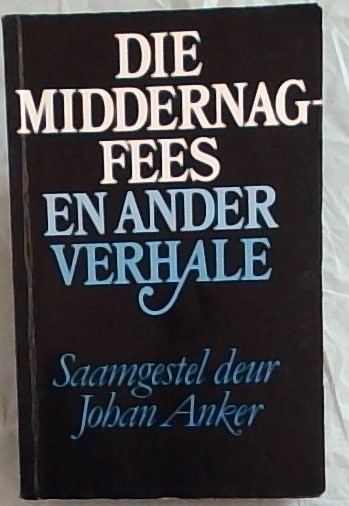 DIE
MIDDERNAG-
FEES
EN ANDER
VERHALE
Saamgestel deur
Johan Anker